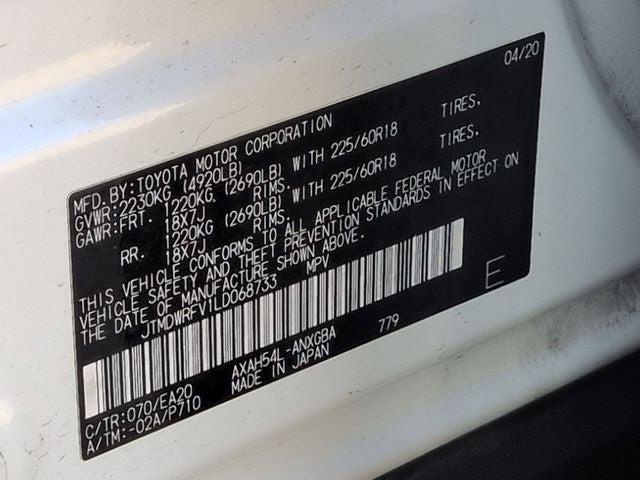 04/20
MFD.BY:TOYOTA MOTOR CORPORATION
GVWR:2230KG (4920LB)
GAWR:FRT. 1220KG (2690LB) WITH 225/60R18 TIRES,
18X7J RIMS.
RR. 1220KG (2690LB) WITH 225/60R18 TIRES,
18X7J RIMS.
THIS VEHICLE CONFORMS TO ALL APPLICABLE FEDERAL MOTOR
VEHICLE SAFETY AND THEFT PREVENTION STANDARDS IN EFFECT ON
THE DATE OF MANUFACTURE SHOWN ABOVE.
JTMDWRFV1LD068733 MPV
E
779
C/TR:070/EA20 AXAH54L-ANXGBA
A/TM:-02A/P710 MADE IN JAPAN